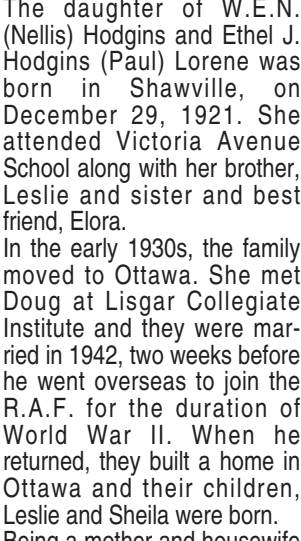 The daughter of W.E.N.
(Nellis) Hodgins and Ethel J.
Hodgins (Paul) Lorene was
born in Shawville, on
December 29, 1921. She
attended Victoria Avenue
School along with her brother,
Leslie and sister and best
friend, Elora.
In the early 1930s, the family
moved to Ottawa. She met
Doug at Lisgar Collegiate
Institute and they were mar-
ried in 1942, two weeks before
he went overseas to join the
R.A.F. for the duration of
World War II. When he
returned, they built a home in
Ottawa and their children,
Leslie and Sheila were born.
Being a mother and housewife